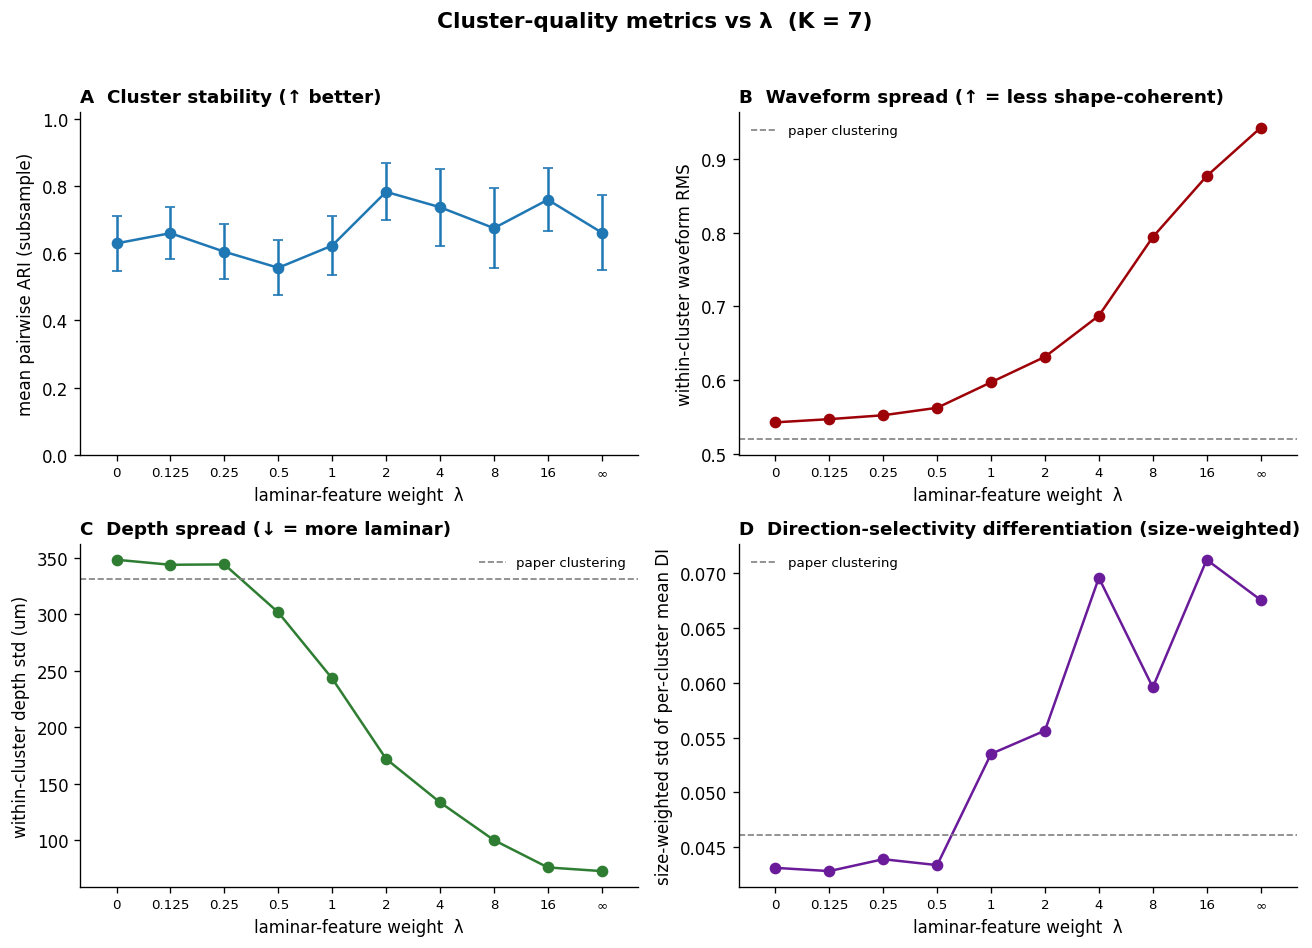 Cluster-quality metrics vs λ  (K = 7)
A  Cluster stability (↑ better)
mean pairwise ARI (subsample)
1.0
0.8
0.6
0.4
0.2
0.0
0 0.125 0.25 0.5 1 2 4 8 16 ∞
laminar-feature weight  λ
B  Waveform spread (↑ = less shape-coherent)
paper clustering
within-cluster waveform RMS
0.9
0.8
0.7
0.6
0.5
0 0.125 0.25 0.5 1 2 4 8 16 ∞
laminar-feature weight  λ
C  Depth spread (↓ = more laminar)
paper clustering
within-cluster depth std (um)
350
300
250
200
150
100
0 0.125 0.25 0.5 1 2 4 8 16 ∞
laminar-feature weight  λ
D  Direction-selectivity differentiation (size-weighted)
paper clustering
size-weighted std of per-cluster mean DI
0.070
0.065
0.060
0.055
0.050
0.045
0 0.125 0.25 0.5 1 2 4 8 16 ∞
laminar-feature weight  λ